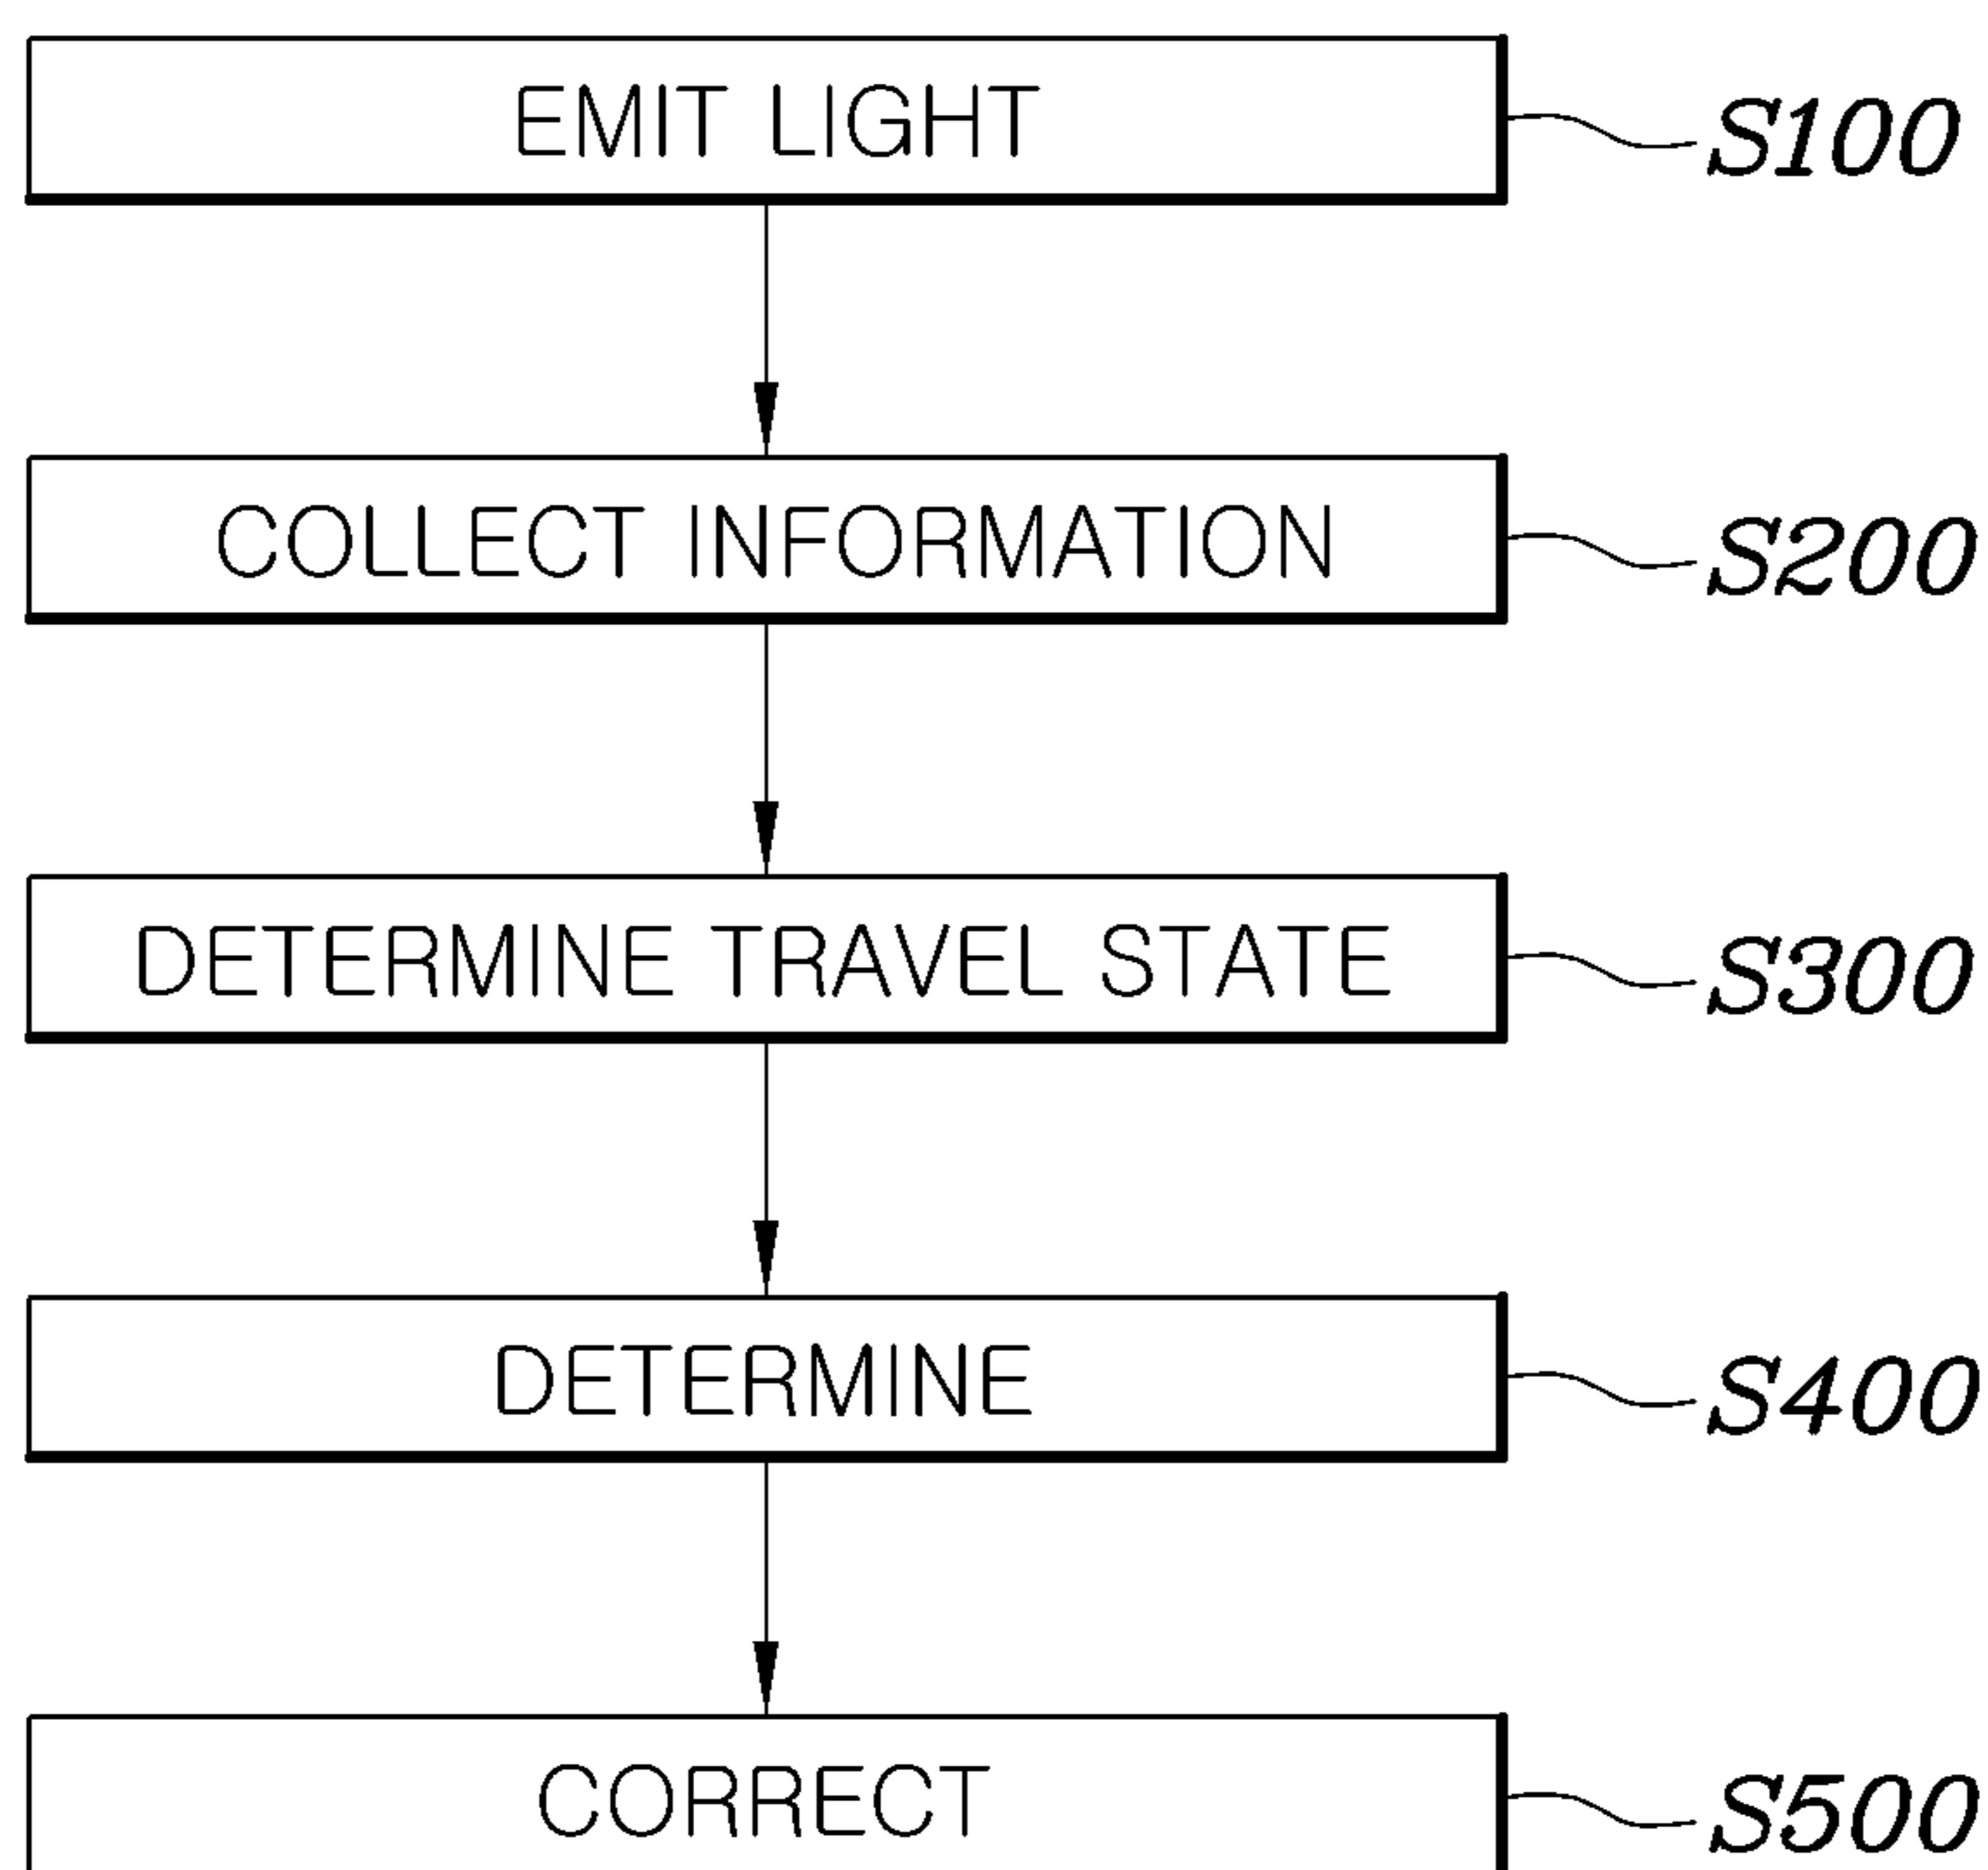 EMIT LIGHT S100
COLLECT INFORMATION S200
DETERMINE TRAVEL STATE S300
DETERMINE S400
CORRECT S500